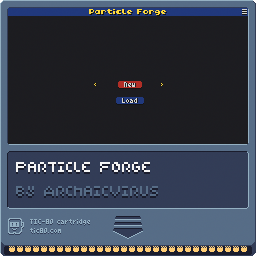 Particle Forge
New
Load
PARTICLE FORGE
BY ARCHAICVIRUS
TIC-80 cartridge
tic80.com